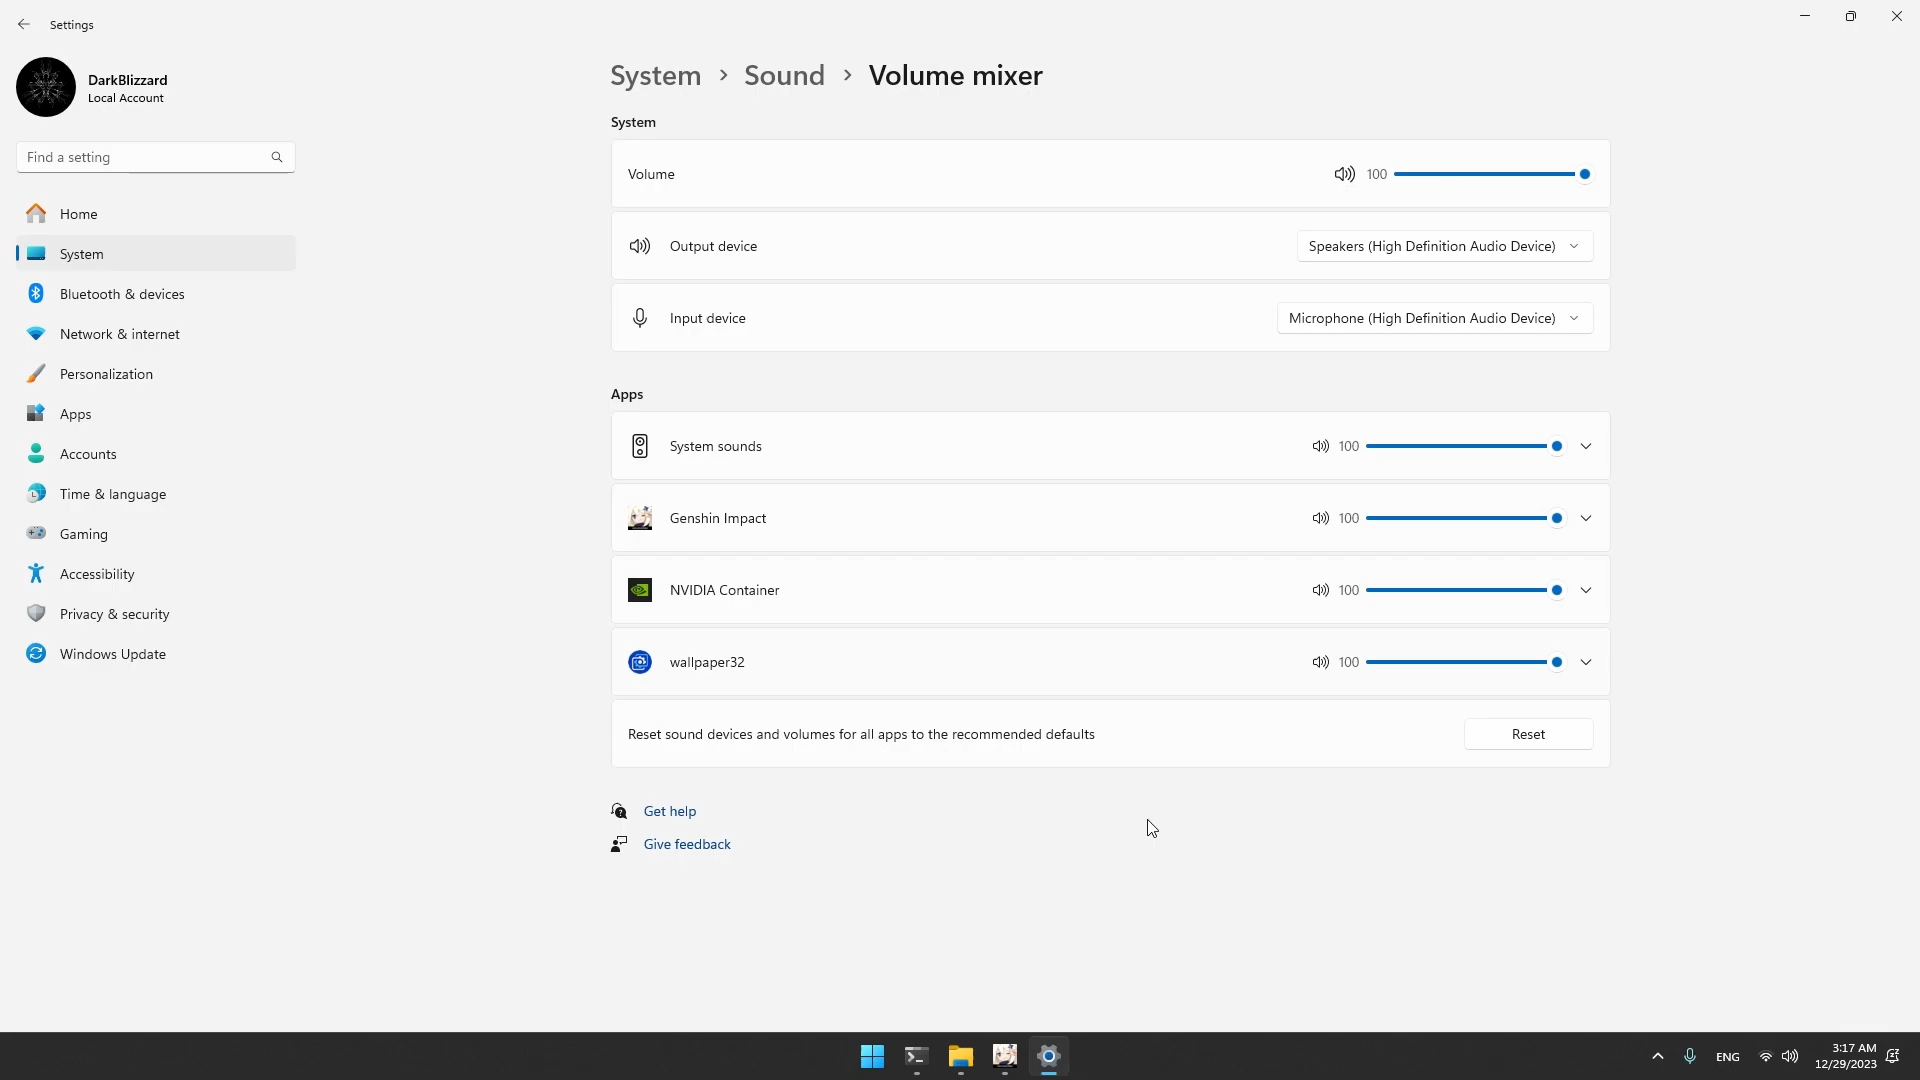 Settings
DarkBlizzard
Local Account
Find a setting
Home
System
Bluetooth & devices
Network & internet
Personalization
Apps
Accounts
Time & language
Gaming
Accessibility
Privacy & security
Windows Update
System > Sound > Volume mixer
System
Volume 100
Output device Speakers (High Definition Audio Device)
Input device Microphone (High Definition Audio Device)
Apps
System sounds 100
Genshin Impact 100
NVIDIA Container 100
wallpaper32 100
Reset sound devices and volumes for all apps to the recommended defaults Reset
Get help
Give feedback
ENG
3:17 AM
12/29/2023